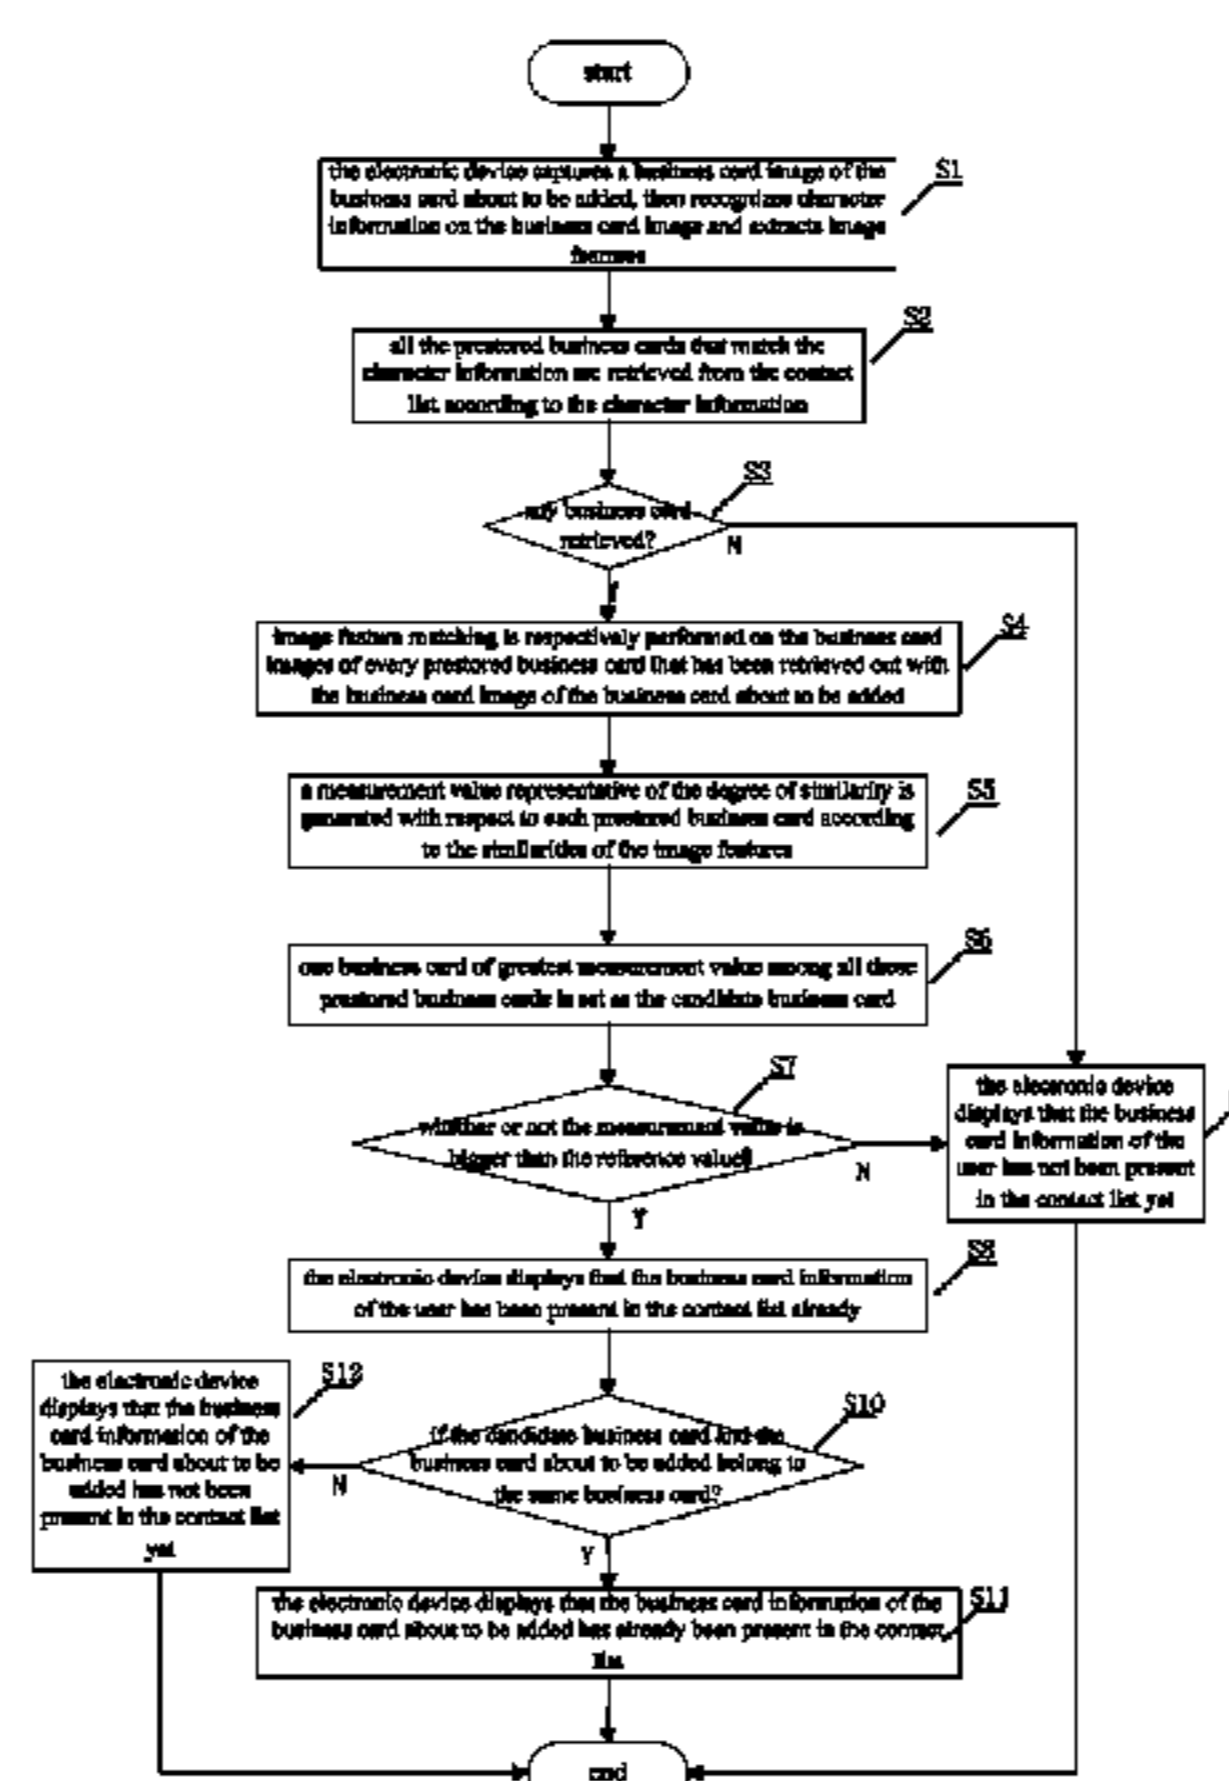 start
S1
the electronic device captures a business card image of the
business card about to be added, then recognizes character
information on the business card image and extracts image
features
S2
all the prestored business cards that match the
character information are retrieved from the contact
list according to the character information
S3
any business card
retrieved?
N
Y
S4
image feature matching is respectively performed on the business card
images of every prestored business card that has been retrieved out with
the business card image of the business card about to be added
S5
a measurement value representative of the degree of similarity is
generated with respect to each prestored business card according
to the similarities of the image features
S6
one business card of greatest measurement value among all these
prestored business cards is set as the candidate business card
S7
whether or not the measurement value is
bigger than the reference value?
N
Y
the electronic device
displays that the business
card information of the
user has not been present
in the contact list yet
S8
the electronic device displays that the business card information
of the user has been present in the contact list already
S12
the electronic device
displays that the business
card information of the
business card about to be
added has not been
present in the contact list
yet
S10
if the candidate business card and the
business card about to be added belong to
the same business card?
N
Y
S11
the electronic device displays that the business card information of the
business card about to be added has already been present in the contact
list
end